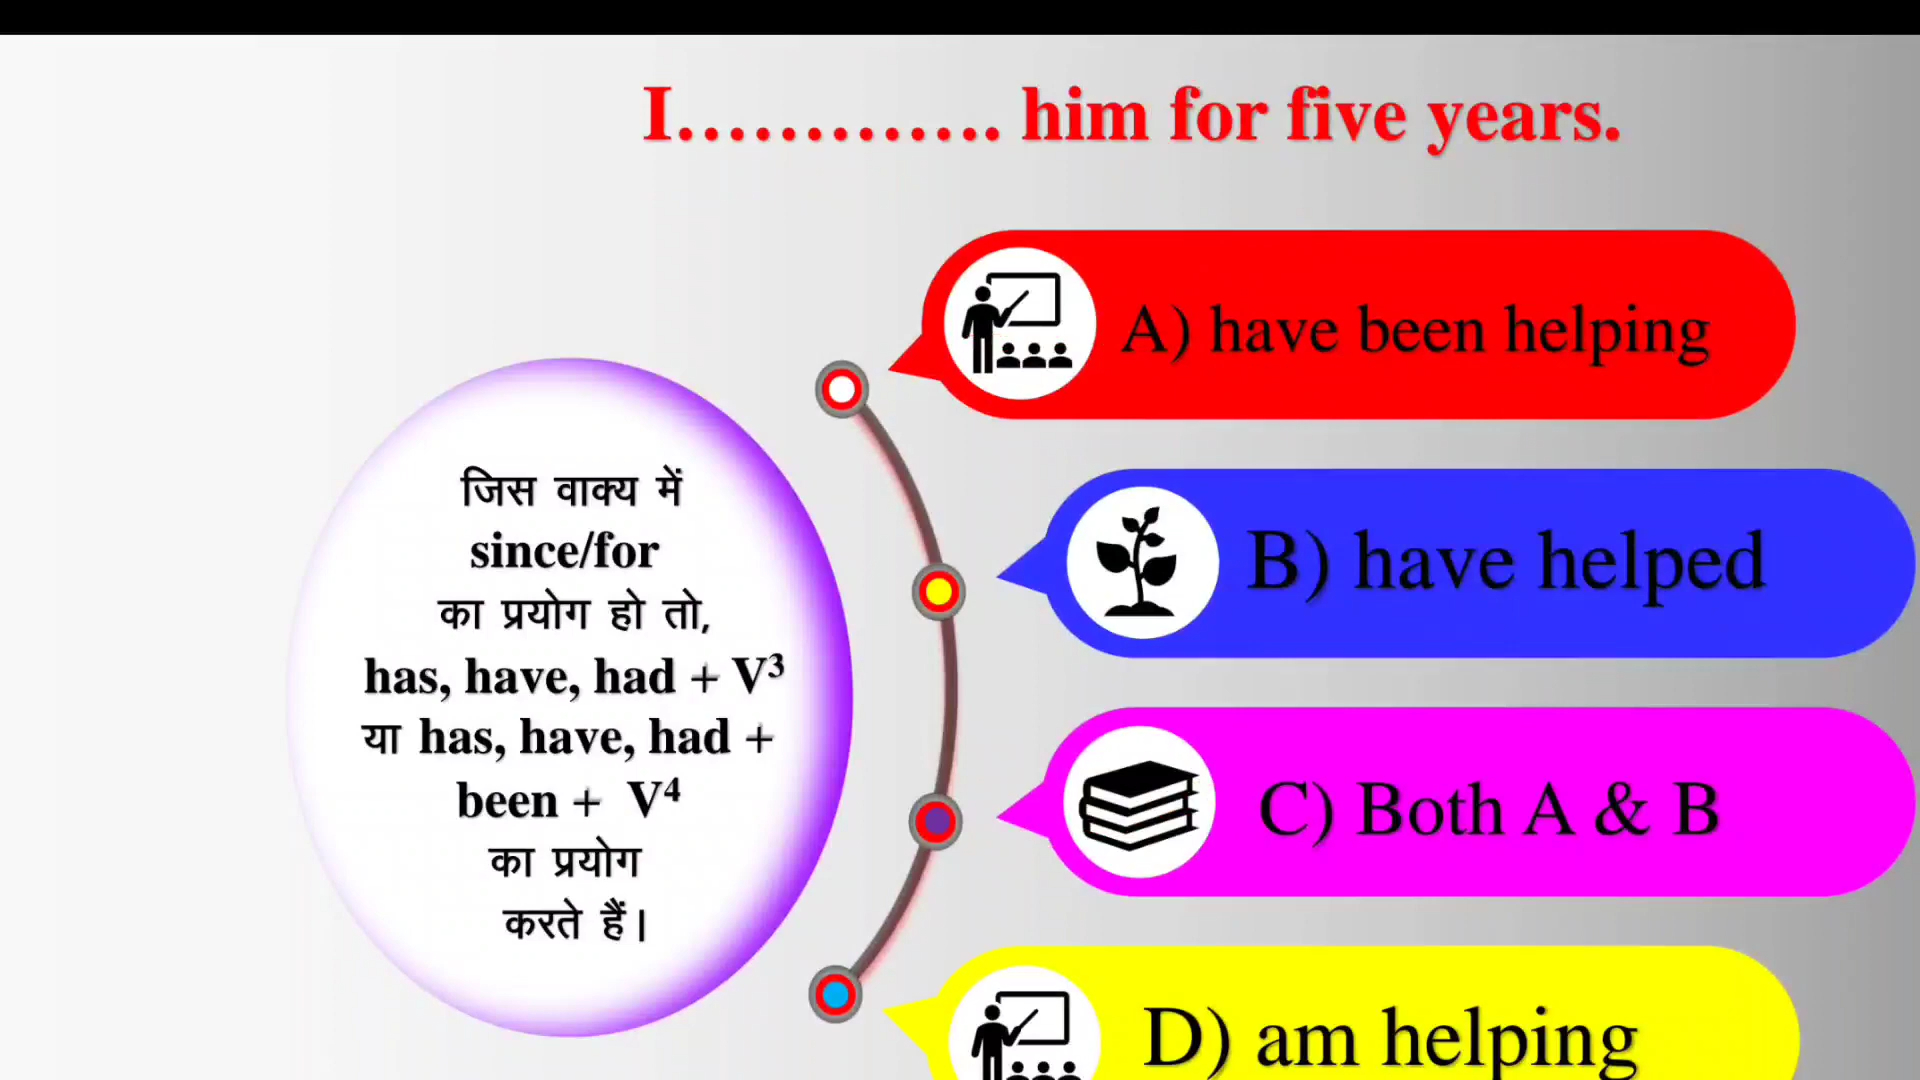 I............. him for five years.
A) have been helping
B) have helped
C) Both A & B
D) am helping
जिस वाक्य में
since/for
का प्रयोग हो तो,
has, have, had + V³
या has, have, had +
been + V⁴
का प्रयोग
करते हैं।